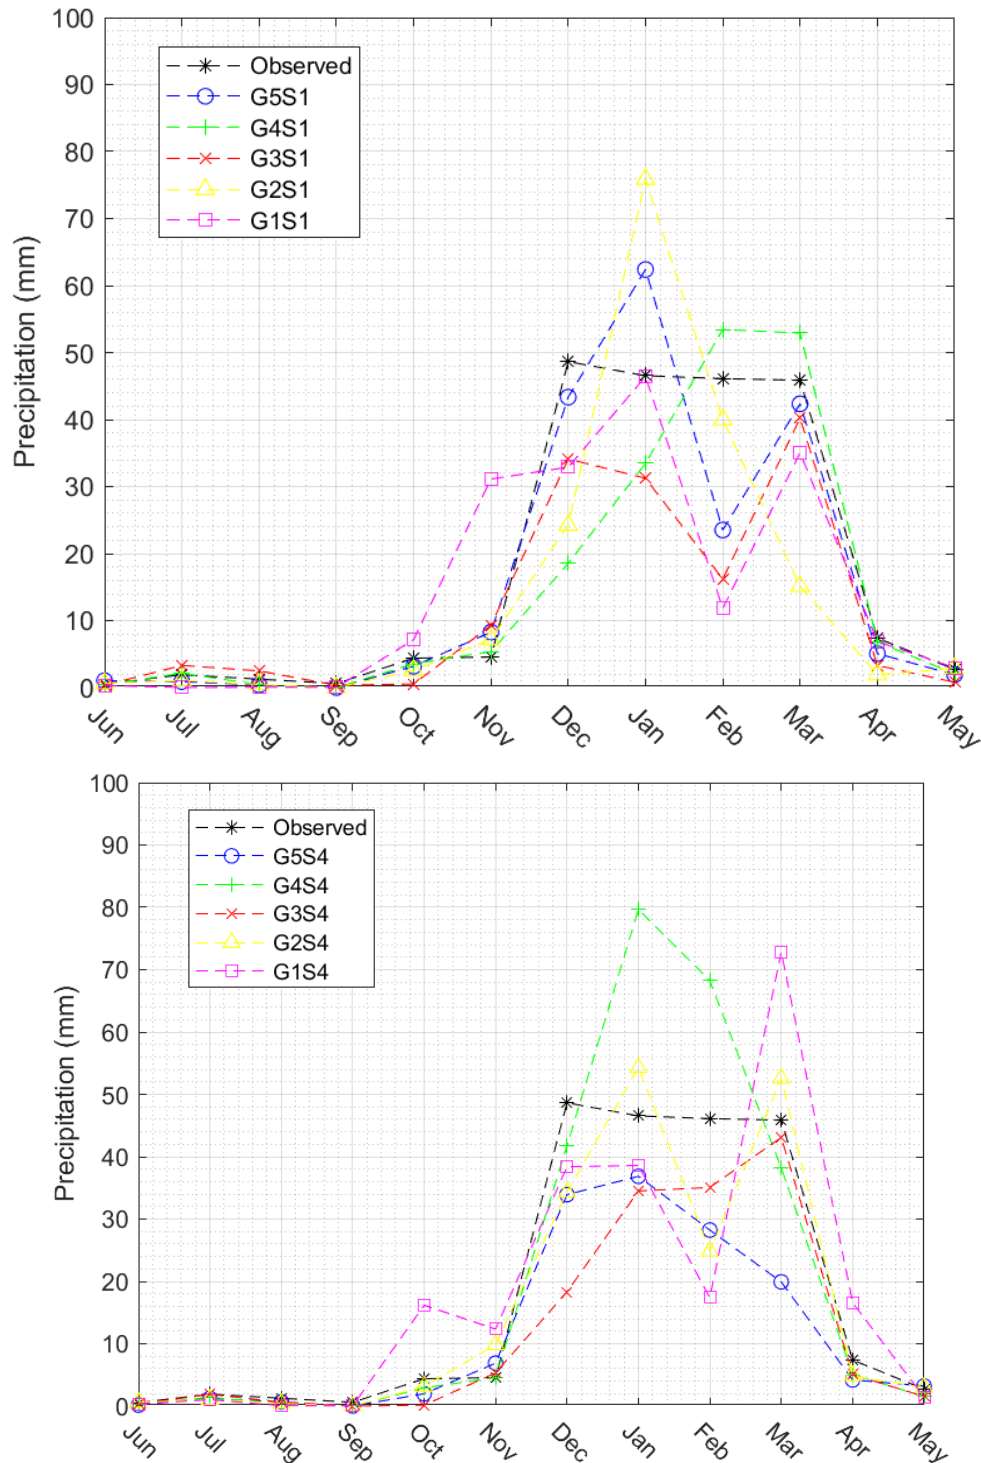 100
90
80
70
60
50
40
30
20
10
0
Precipitation (mm)
Observed
G5S1
G4S1
G3S1
G2S1
G1S1
Jun Jul Aug Sep Oct Nov Dec Jan Feb Mar Apr May
100
90
80
70
60
50
40
30
20
10
0
Precipitation (mm)
Observed
G5S4
G4S4
G3S4
G2S4
G1S4
Jun Jul Aug Sep Oct Nov Dec Jan Feb Mar Apr May